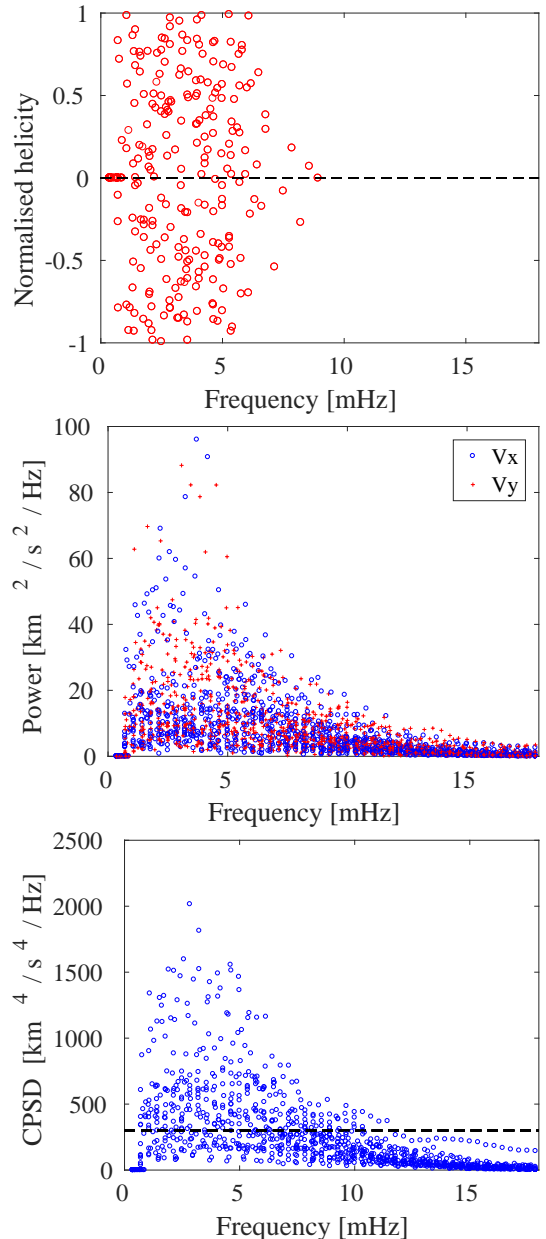 1
0.5
0
-0.5
-1
Normalised helicity
0 5 10 15
Frequency [mHz]
100
80
60
40
20
0
Power [km 2 / s 2 / Hz]
Vx
Vy
0 5 10 15
Frequency [mHz]
2500
2000
1500
1000
500
0
CPSD [km 4 / s 4 / Hz]
0 5 10 15
Frequency [mHz]